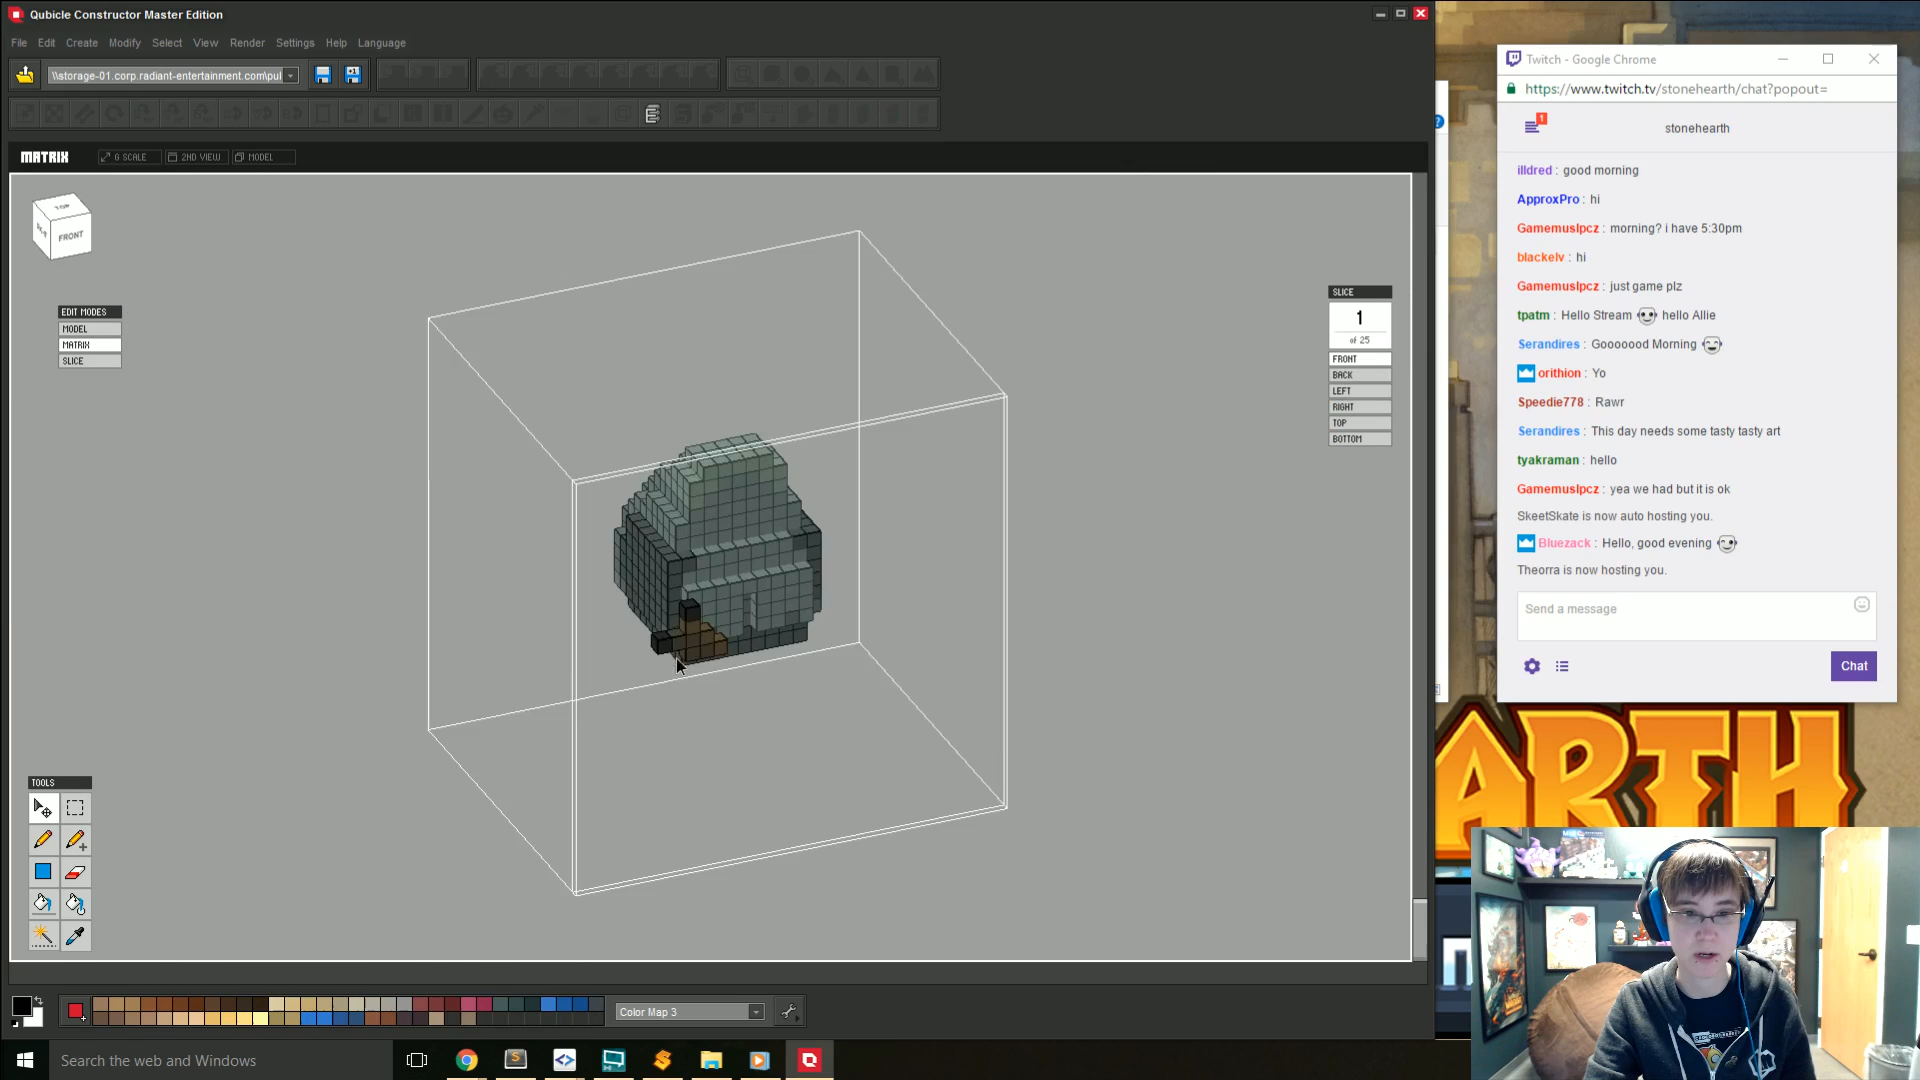 Qubicle Constructor Master Edition
File Edit Create Modify Select View Render Settings Help Language
\\storage-01.corp.radiant-entertainment.com\pul
MATRIX
G SCALE
2ND VIEW
MODEL
TOP
FRONT
EDIT MODES
MODEL
MATRIX
SLICE
SLICE
1
of 25
FRONT
BACK
LEFT
RIGHT
TOP
BOTTOM
TOOLS
Color Map 3
Search the web and Windows
Twitch - Google Chrome
https://www.twitch.tv/stonehearth/chat?popout=
1
stonehearth
illdred : good morning
ApproxPro : hi
Gamemuslpcz : morning? i have 5:30pm
blackelv : hi
Gamemuslpcz : just game plz
tpatm : Hello Stream hello Allie
Serandires : Gooooood Morning
orithion : Yo
Speedie778 : Rawr
Serandires : This day needs some tasty tasty art
tyakraman : hello
Gamemuslpcz : yea we had but it is ok
SkeetSkate is now auto hosting you.
Bluezack : Hello, good evening
Theorra is now hosting you.
Send a message
Chat
ARTH